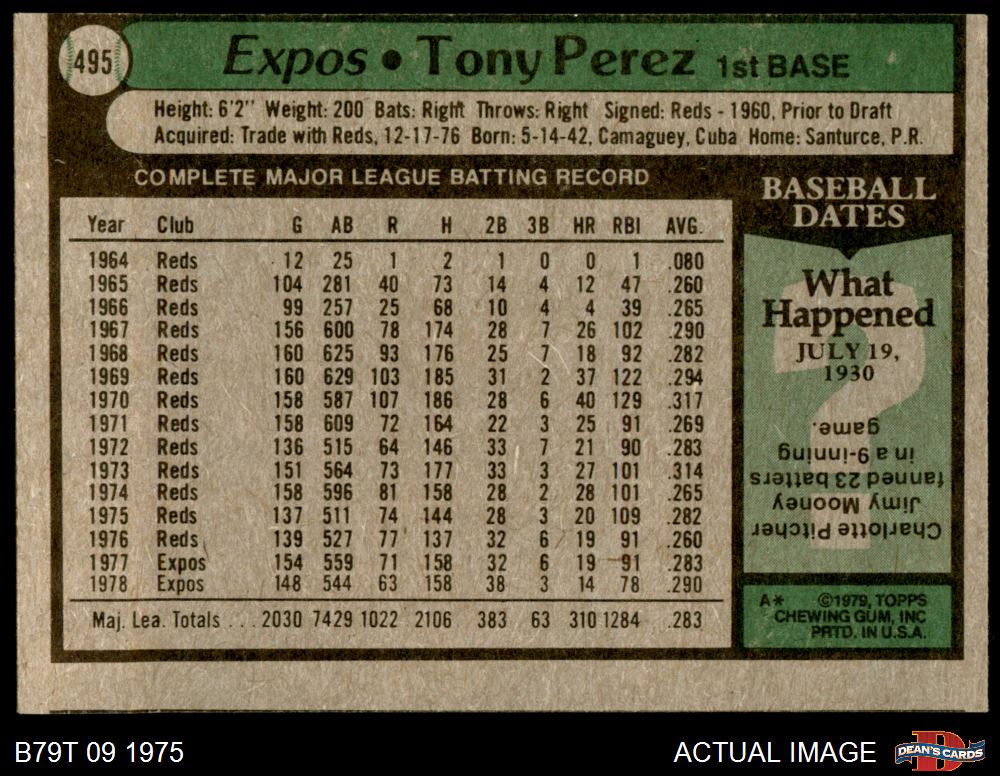 495
Expos • Tony Perez 1st BASE
Height: 6'2" Weight: 200 Bats: Right Throws: Right Signed: Reds - 1960, Prior to Draft
Acquired: Trade with Reds, 12-17-76 Born: 5-14-42, Camaguey, Cuba Home: Santurce, P.R.
COMPLETE MAJOR LEAGUE BATTING RECORD
Year Club G AB R H 2B 3B HR RBI AVG.
1964 Reds 12 25 1 2 1 0 0 1 .080
1965 Reds 104 281 40 73 14 4 12 47 .260
1966 Reds 99 257 25 68 10 4 4 39 .265
1967 Reds 156 600 78 174 28 7 26 102 .290
1968 Reds 160 625 93 176 25 7 18 92 .282
1969 Reds 160 629 103 185 31 2 37 122 .294
1970 Reds 158 587 107 186 28 6 40 129 .317
1971 Reds 158 609 72 164 22 3 25 91 .269
1972 Reds 136 515 64 146 33 7 21 90 .283
1973 Reds 151 564 73 177 33 3 27 101 .314
1974 Reds 158 596 81 158 28 2 28 101 .265
1975 Reds 137 511 74 144 28 3 20 109 .282
1976 Reds 139 527 77 137 32 6 19 91 .260
1977 Expos 154 559 71 158 32 6 19 91 .283
1978 Expos 148 544 63 158 38 3 14 78 .290
Maj. Lea. Totals . . . 2030 7429 1022 2106 383 63 310 1284 .283
BASEBALL
DATES
What
Happened
JULY 19,
1930
?
Charlotte Pitcher
Jimy Mooney
fanned 23 batters
in a 9-inning
game.
A* ©1979, TOPPS
CHEWING GUM, INC
PRTD. IN U.S.A.
B79T 09 1975
ACTUAL IMAGE
DEAN'S CARDS